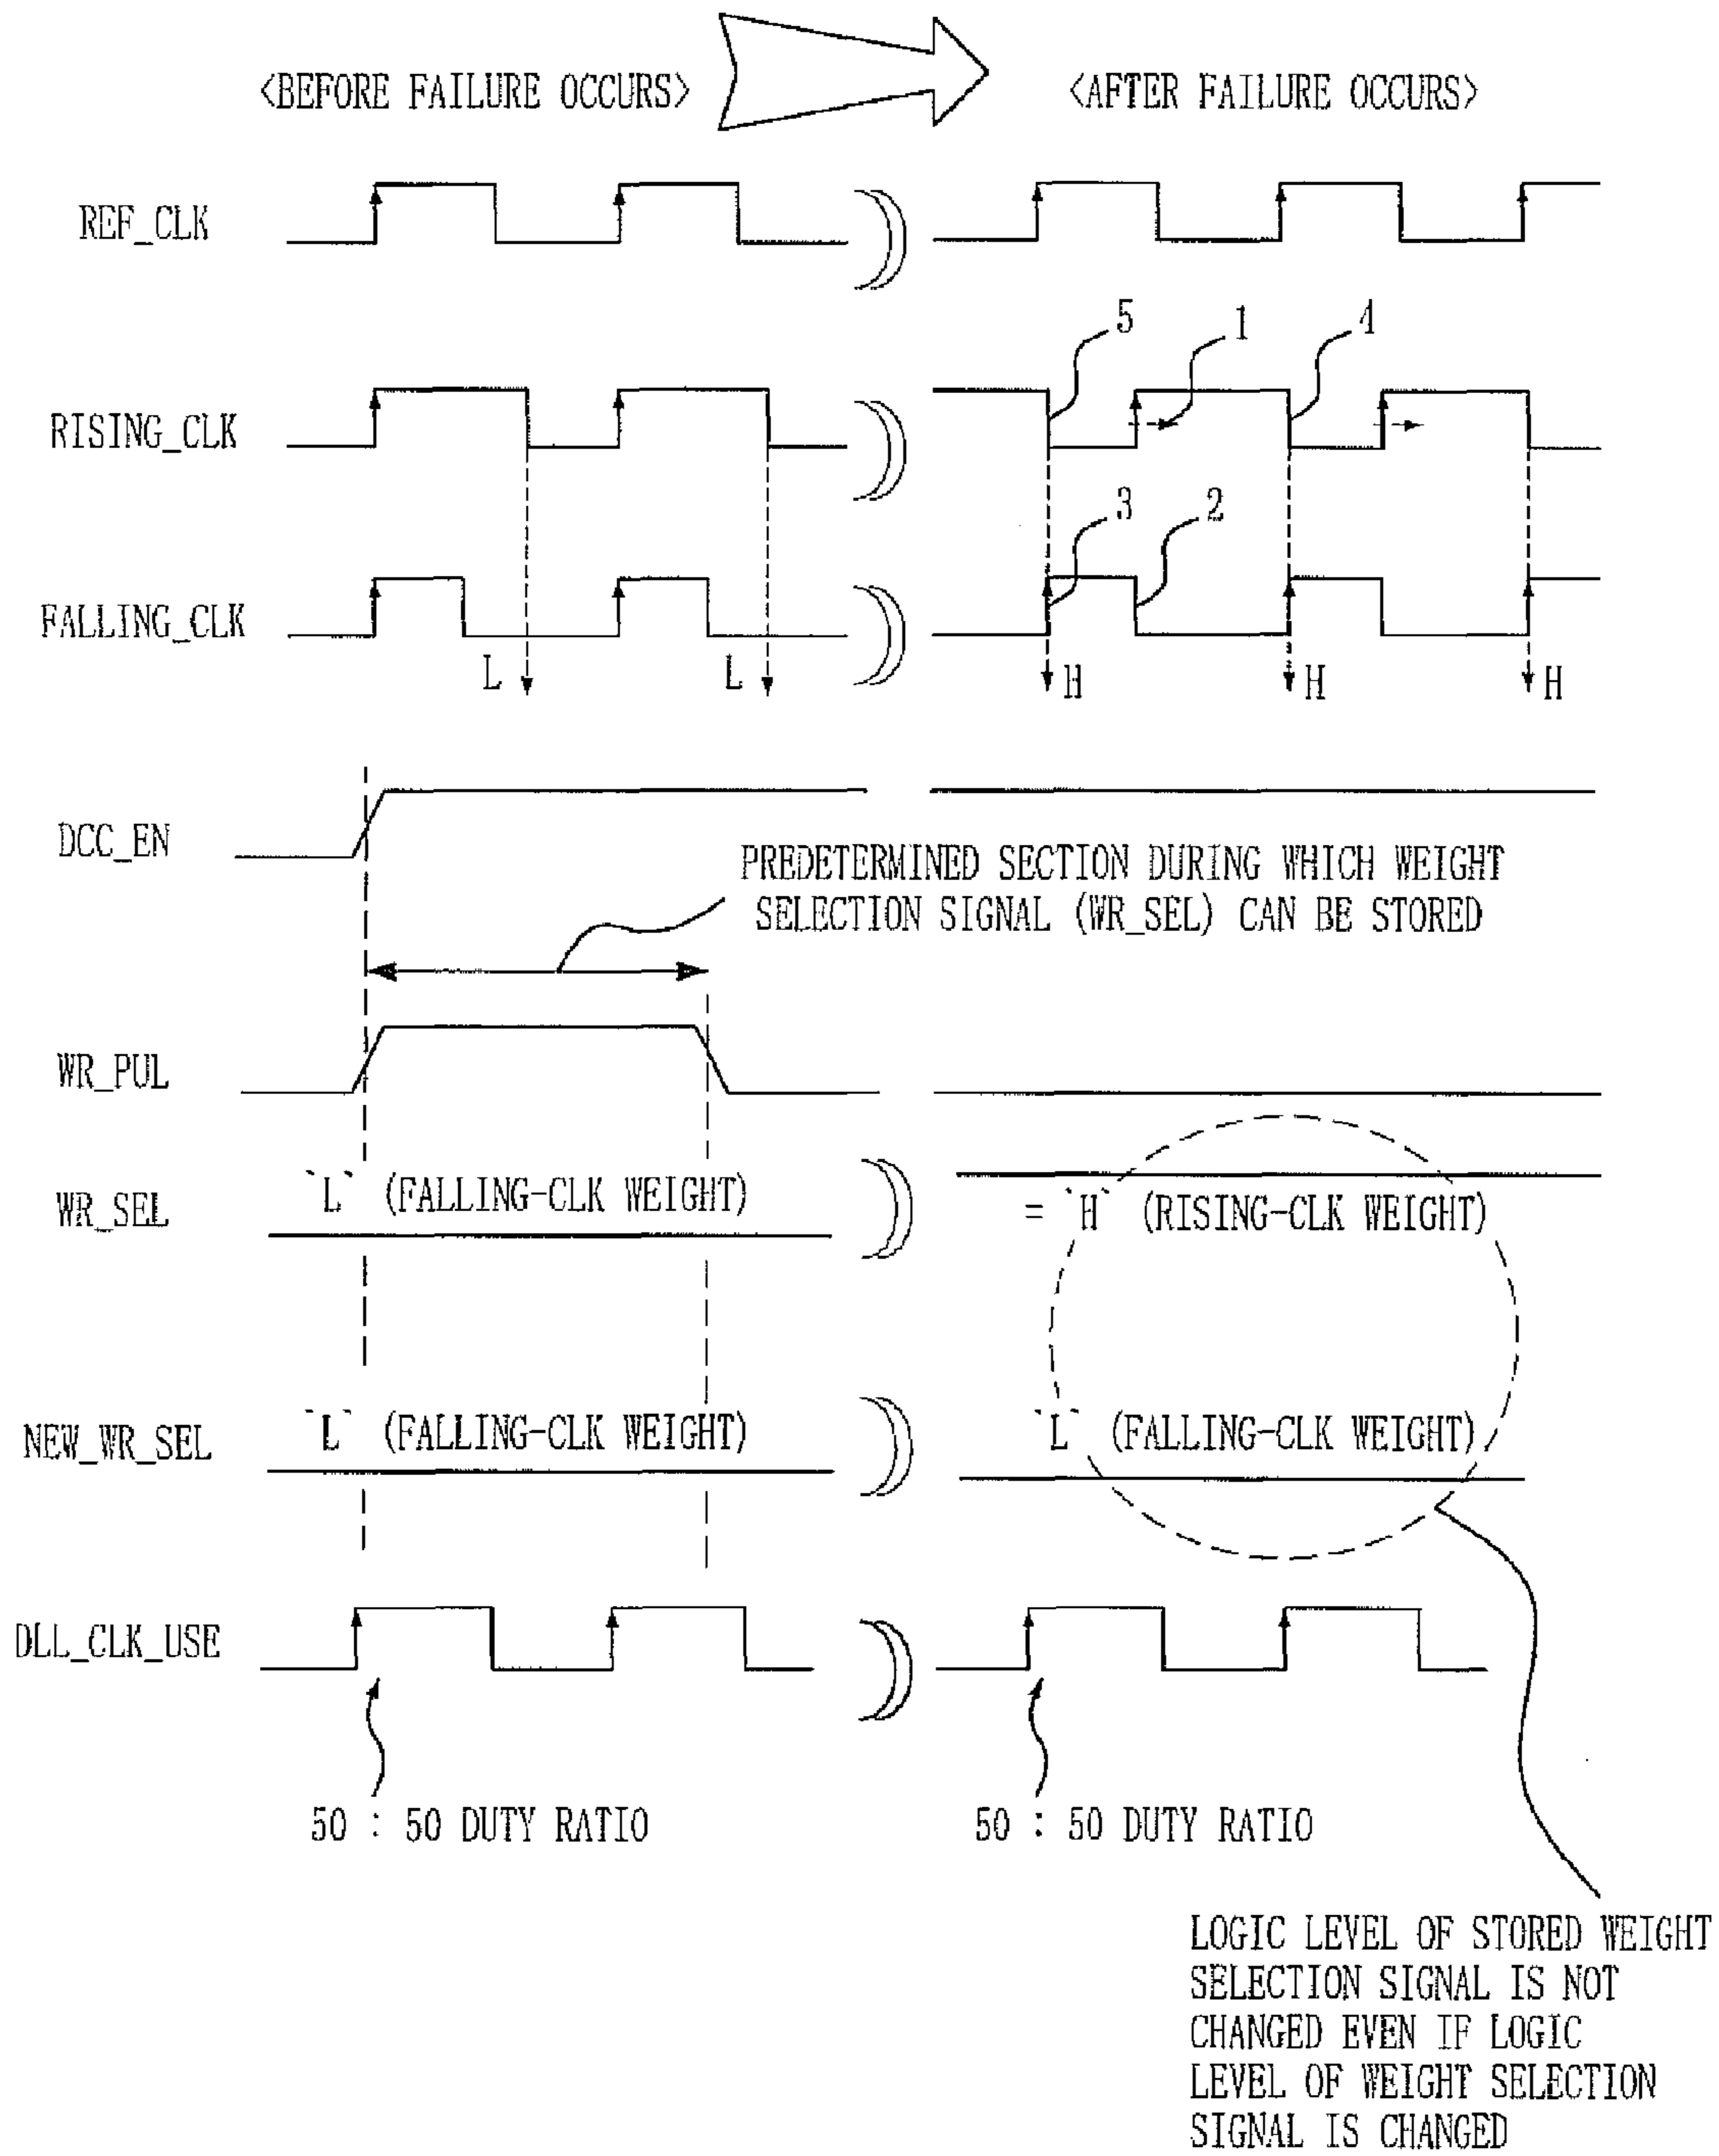 <BEFORE FAILURE OCCURS>
<AFTER FAILURE OCCURS>
REF_CLK
5
1
4
RISING_CLK
3
2
FALLING_CLK
L
L
H
H
H
DCC_EN
PREDETERMINED SECTION DURING WHICH WEIGHT
SELECTION SIGNAL (WR_SEL) CAN BE STORED
WR_PUL
WR_SEL
`L` (FALLING-CLK WEIGHT)
= `H` (RISING-CLK WEIGHT)
NEW_WR_SEL
`L` (FALLING-CLK WEIGHT)
`L` (FALLING-CLK WEIGHT)
DLL_CLK_USE
50 : 50 DUTY RATIO
50 : 50 DUTY RATIO
LOGIC LEVEL OF STORED WEIGHT
SELECTION SIGNAL IS NOT
CHANGED EVEN IF LOGIC
LEVEL OF WEIGHT SELECTION
SIGNAL IS CHANGED